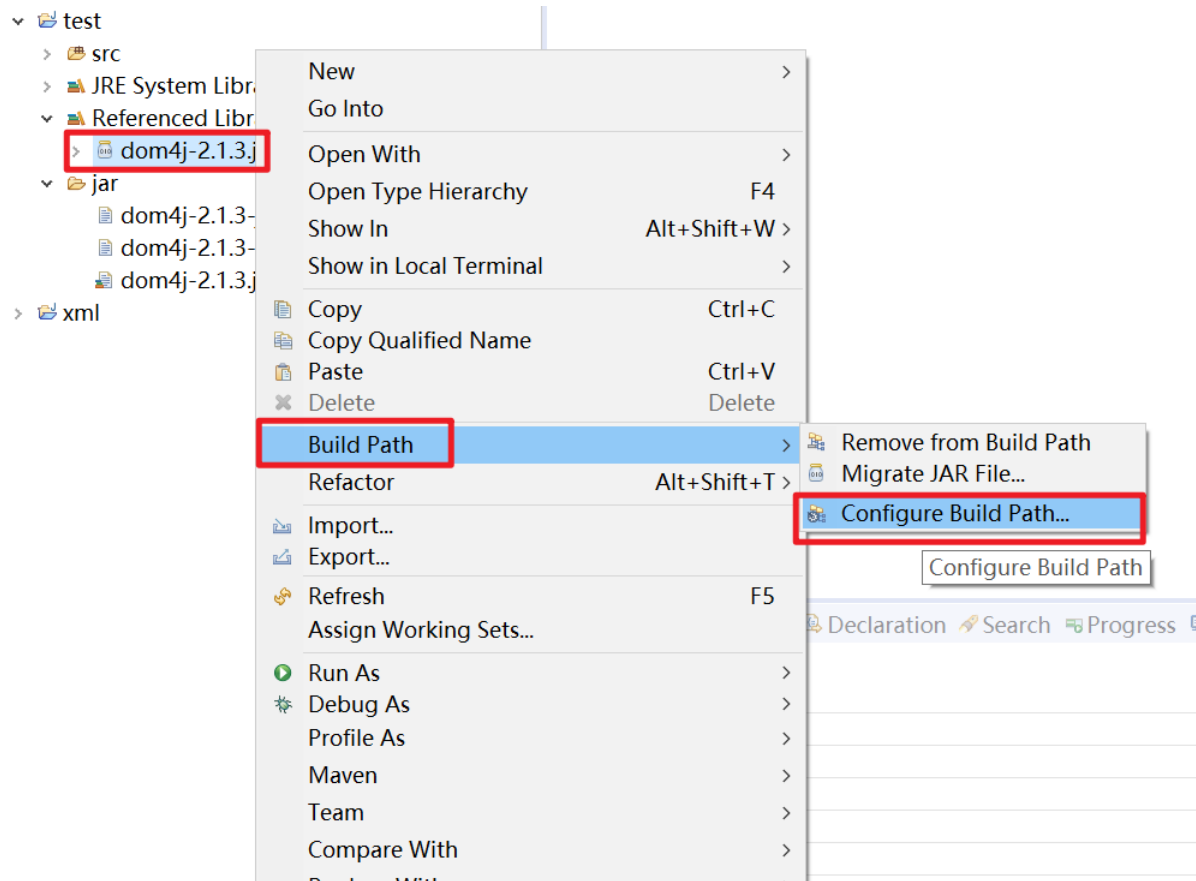 test
src
JRE System Libr
Referenced Libr
dom4j-2.1.3.j
jar
dom4j-2.1.3-
dom4j-2.1.3-
dom4j-2.1.3.j
xml
New
Go Into
Open With
Open Type Hierarchy F4
Show In Alt+Shift+W
Show in Local Terminal
Copy Ctrl+C
Copy Qualified Name
Paste Ctrl+V
Delete Delete
Build Path
Refactor Alt+Shift+T
Import...
Export...
Refresh F5
Assign Working Sets...
Run As
Debug As
Profile As
Maven
Team
Compare With
Remove from Build Path
Migrate JAR File...
Configure Build Path...
Configure Build Path
Declaration Search Progress